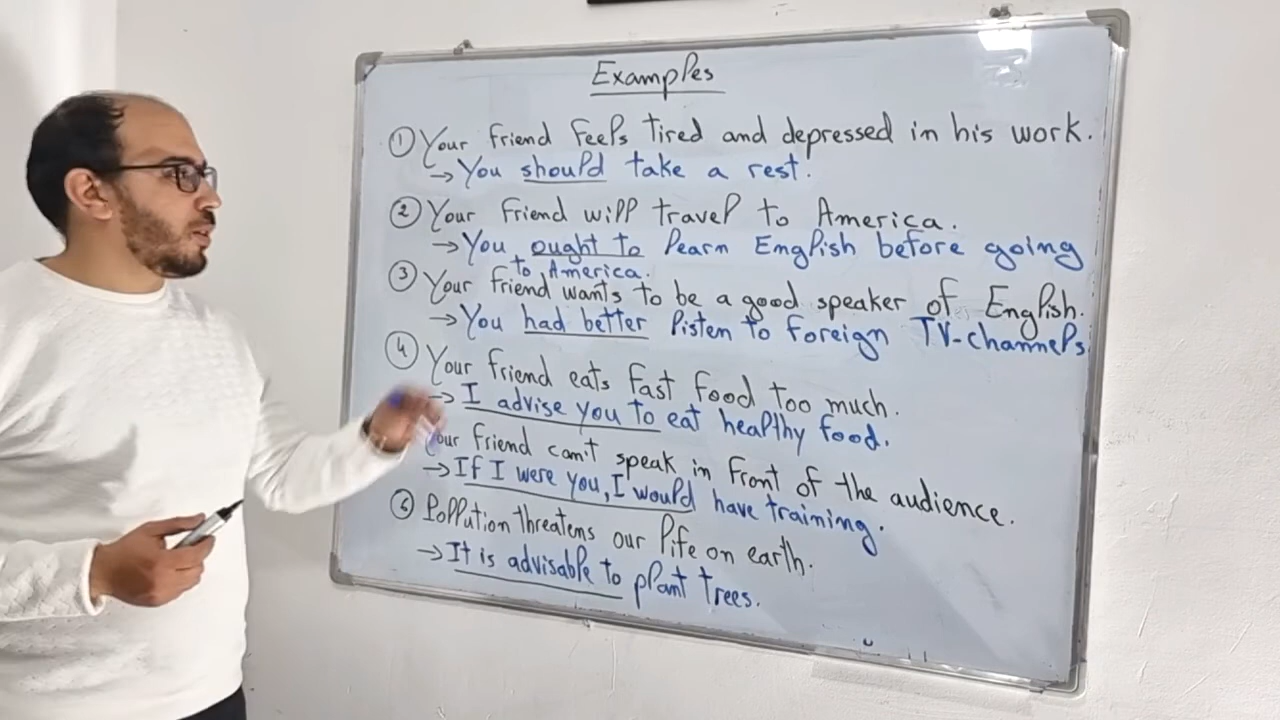 Examples
① Your friend feels tired and depressed in his work.
→ You should take a rest.
② Your friend will travel to America.
→ You ought to learn English before going
to America.
③ Your friend wants to be a good speaker of English.
→ You had better listen to foreign TV-channels
④ Your friend eats fast food too much.
→ I advise you to eat healthy food.
Your friend can't speak in front of the audience.
→ If I were you, I would have training.
⑥ Pollution threatens our life on earth.
→ It is advisable to plant trees.